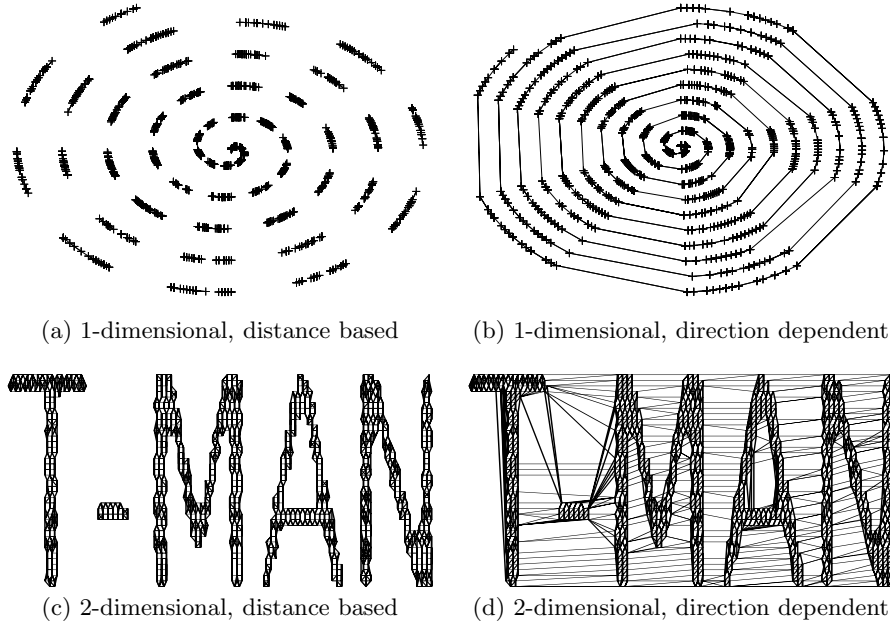 (a) 1-dimensional, distance based
(b) 1-dimensional, direction dependent
T-MAN
T-MAN
(c) 2-dimensional, distance based
(d) 2-dimensional, direction dependent